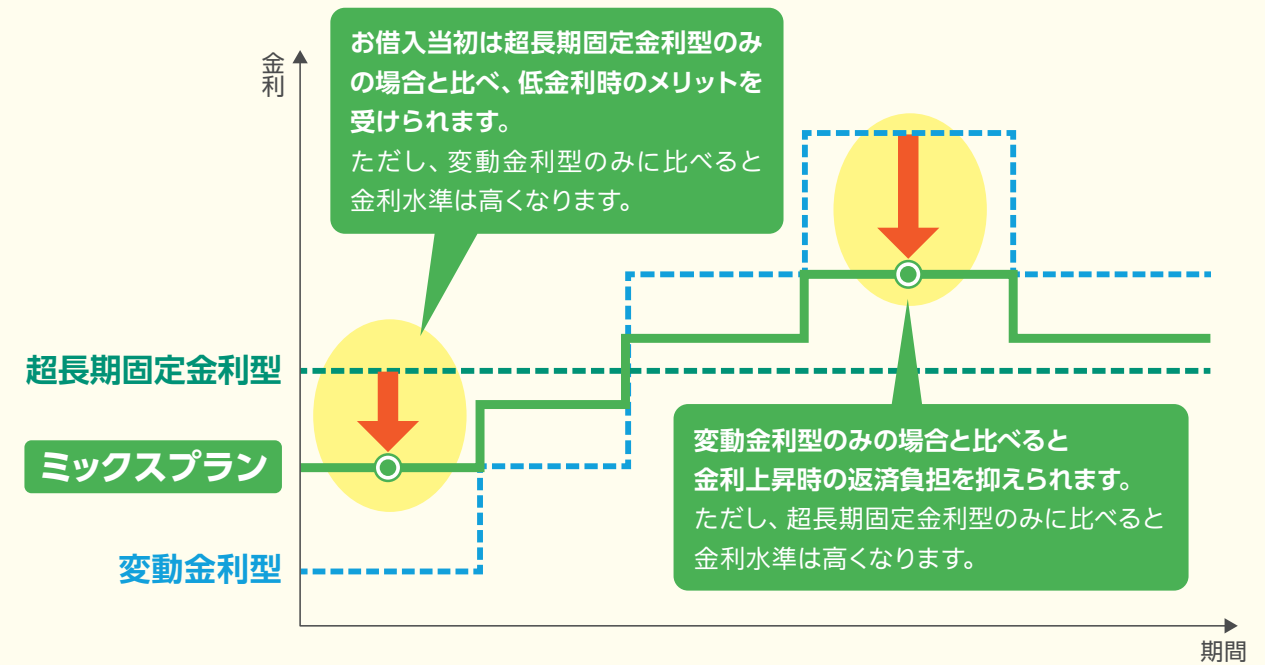 金利
お借入当初は超長期固定金利型のみ
の場合と比べ、低金利時のメリットを
受けられます。
ただし、変動金利型のみに比べると
金利水準は高くなります。
超長期固定金利型
ミックスプラン
変動金利型
変動金利型のみの場合と比べると
金利上昇時の返済負担を抑えられます。
ただし、超長期固定金利型のみに比べると
金利水準は高くなります。
期間